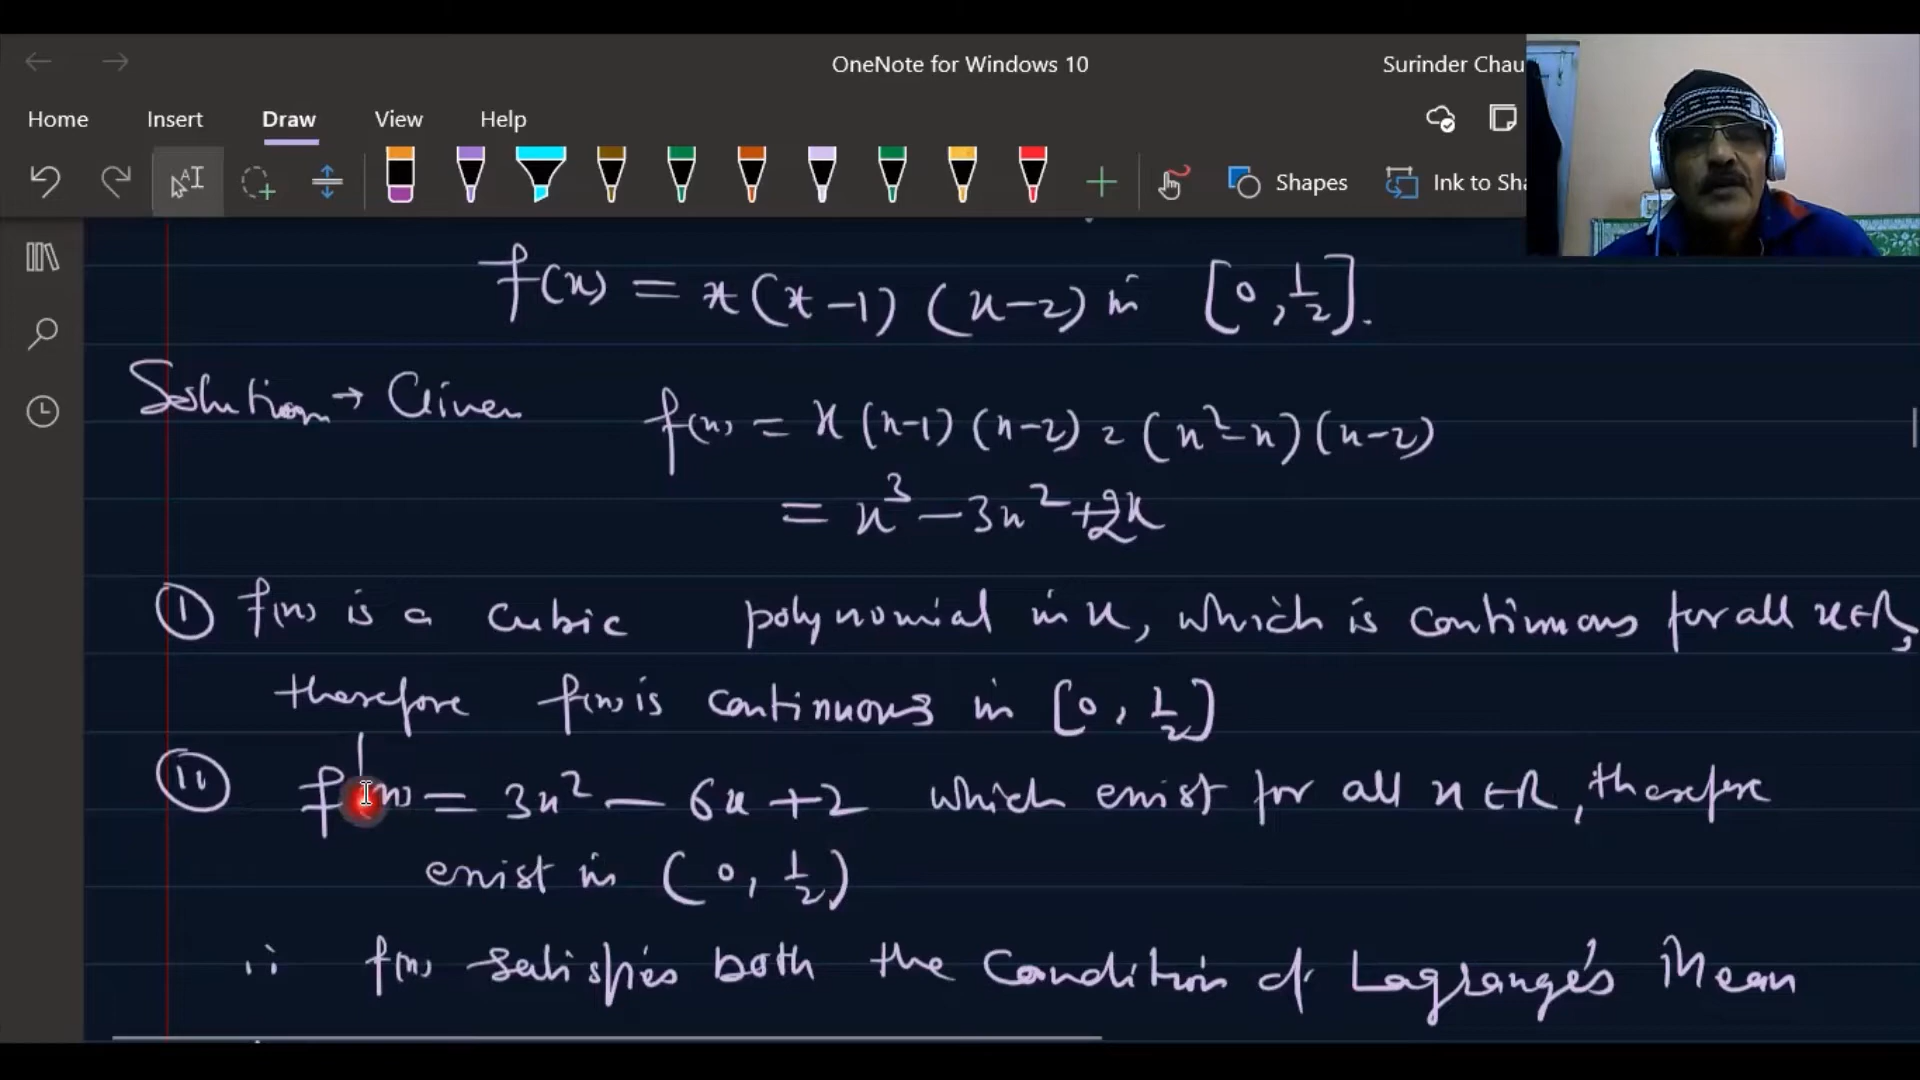 OneNote for Windows 10
Surinder Chau
Home Insert Draw View Help
Shapes Ink to Sha
f(x) = x(x-1)(x-2) in [0, 1/2].
Solution → Given f(x) = x(x-1)(x-2) = (x²-x)(x-2)
= x³ - 3x² + 2x
(i) f(x) is a cubic polynomial in x, which is continuous for all x∈R,
therefore f(x) is continuous in [0, 1/2]
(ii) f'(x) = 3x² - 6x + 2 which exist for all x∈R, therefore
exist in (0, 1/2)
∴ f(x) satisfies both the condition of Lagrange's Mean